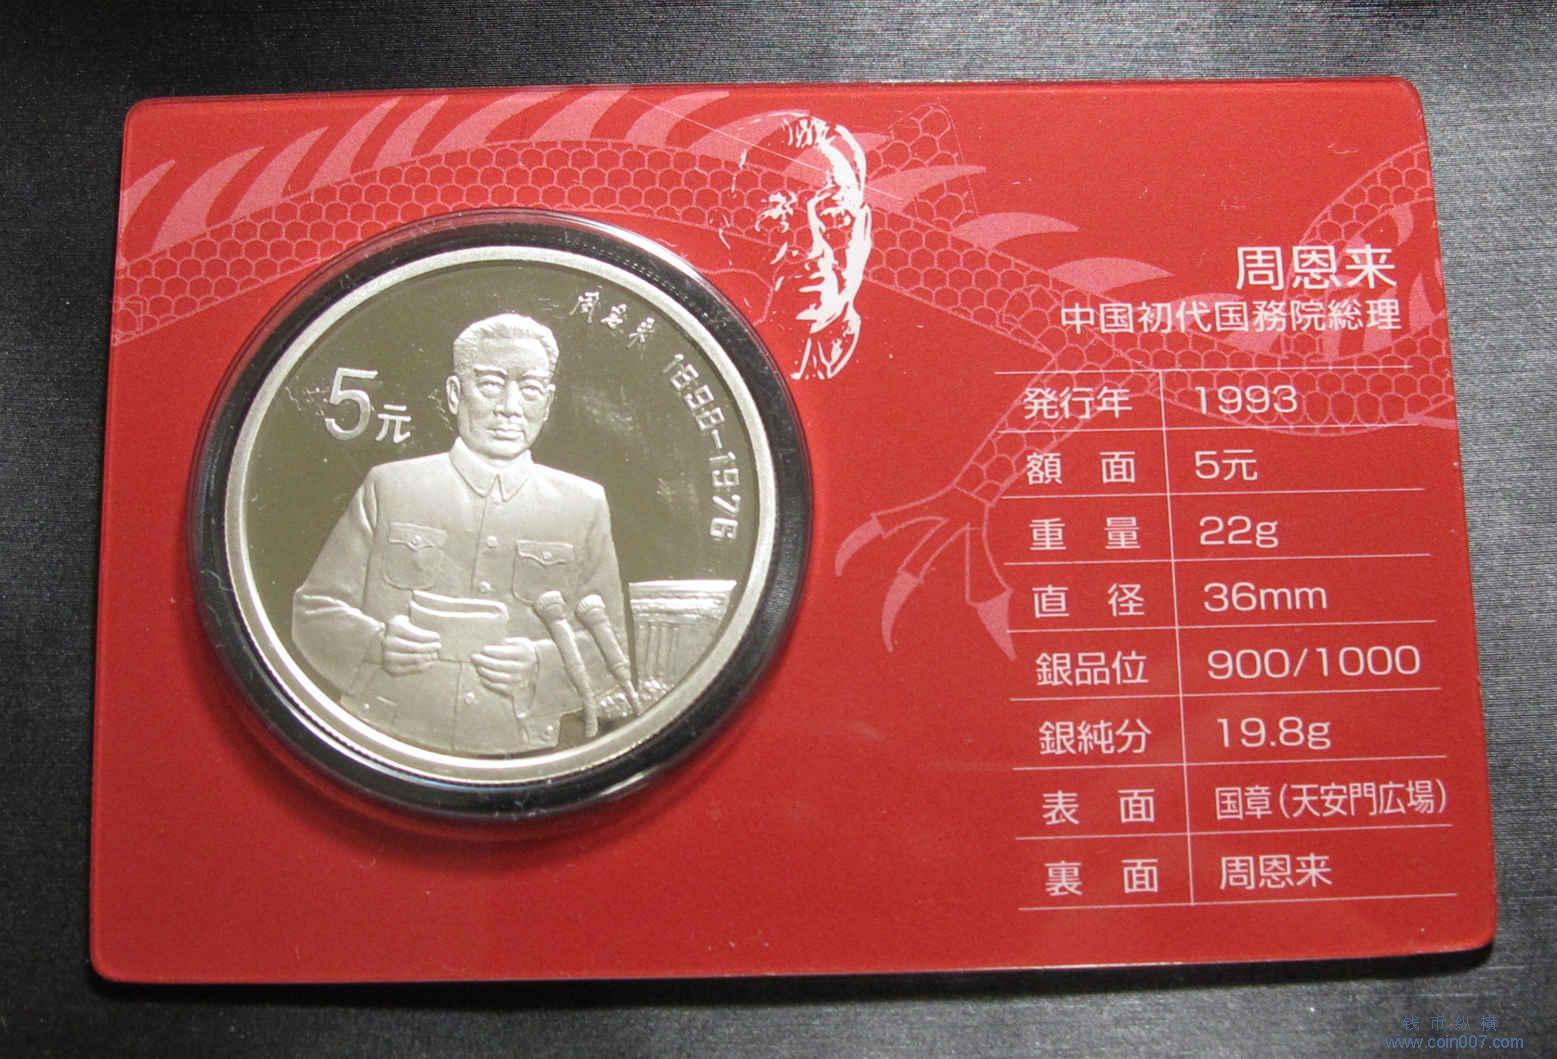 周恩来
1898-1976
5元
周恩来
中国初代国務院総理
発行年 1993
額面 5元
重量 22g
直径 36mm
銀品位 900/1000
銀純分 19.8g
表面 国章（天安門広場）
裏面 周恩来
钱币纵横
www.coin007.com